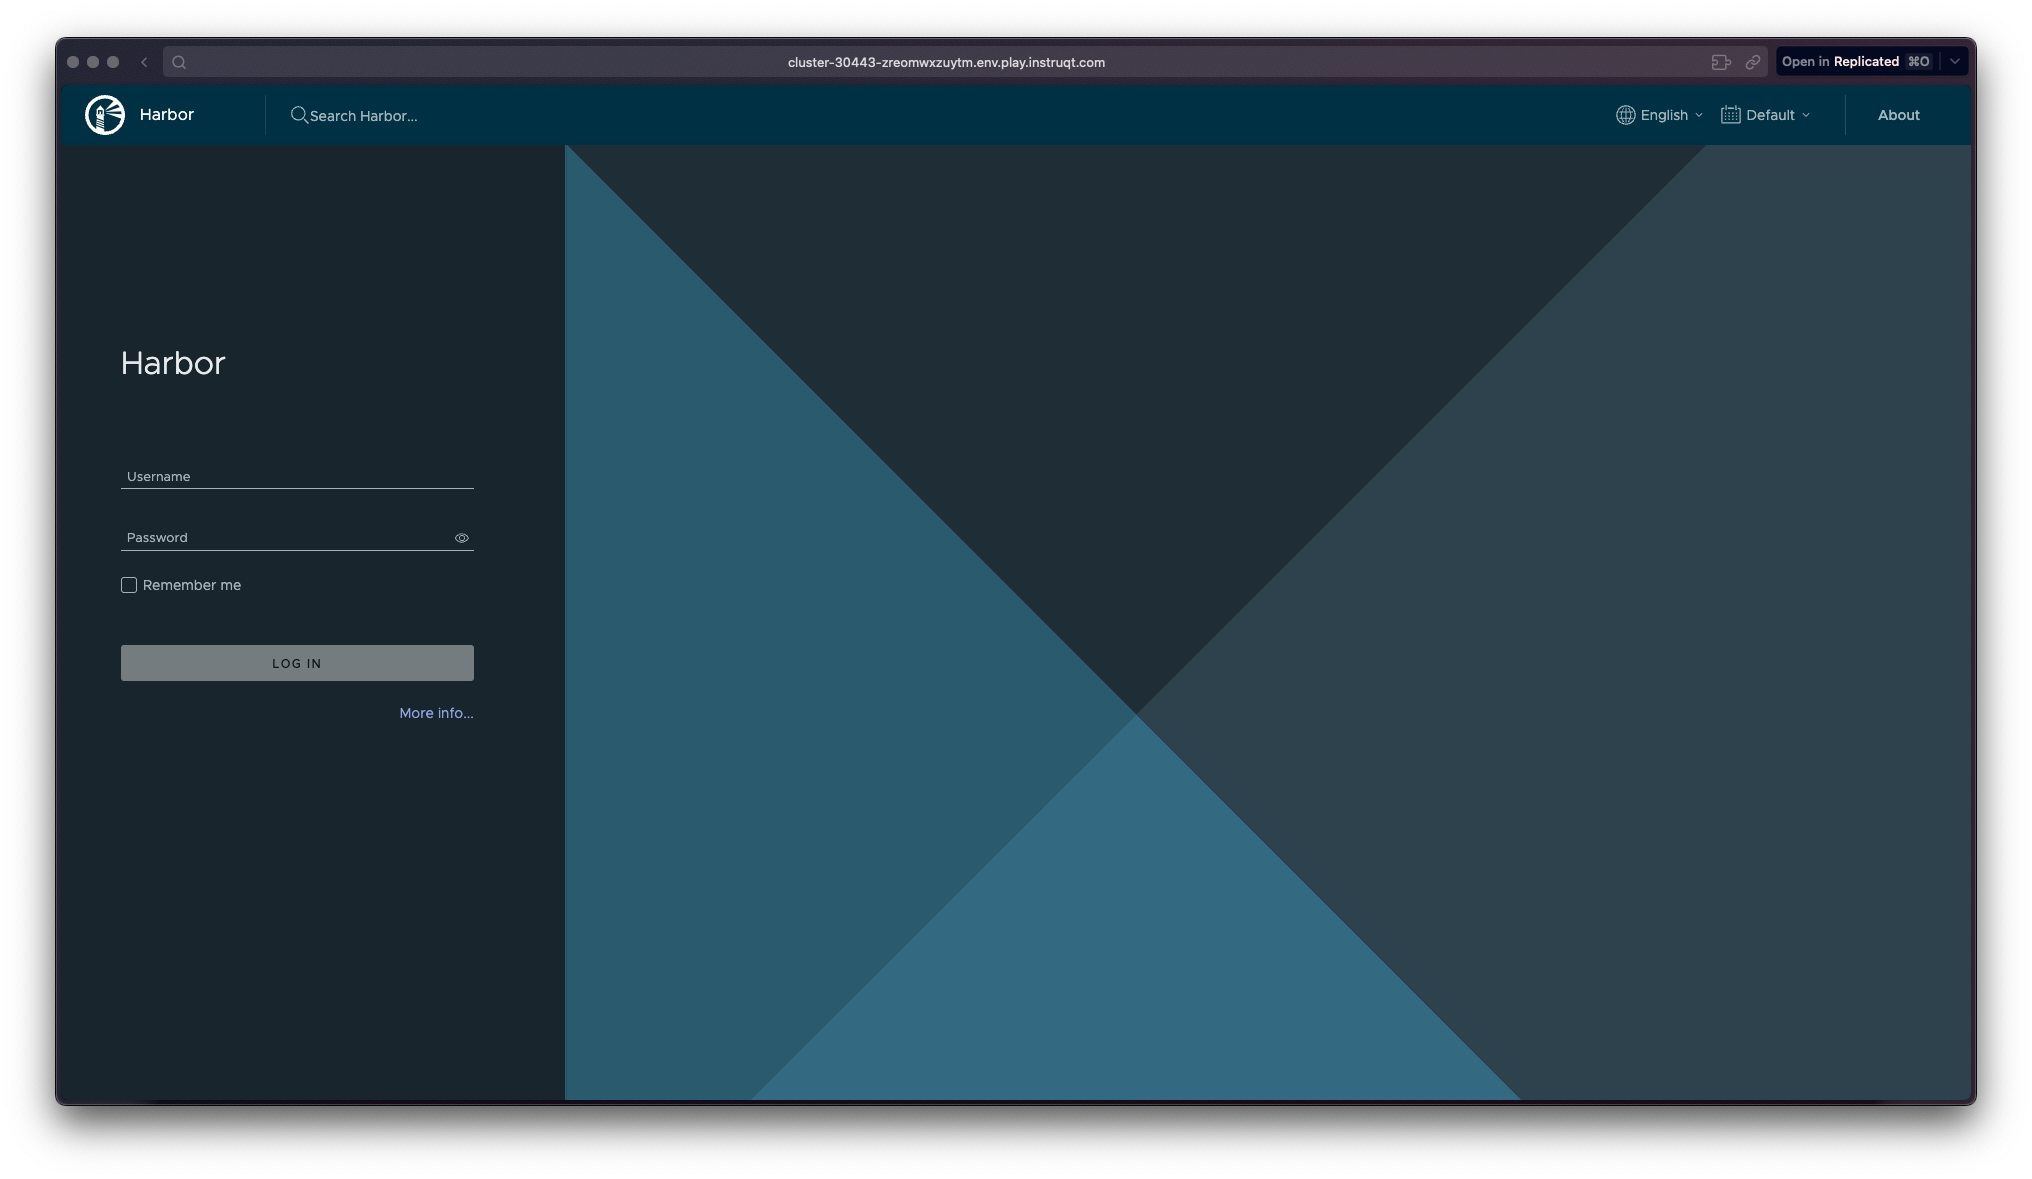 cluster-30443-zreomwxzuytm.env.play.instruqt.com
Open in Replicated ⌘O
Harbor
Search Harbor...
English
Default
About
Harbor
Username
Password
Remember me
LOG IN
More info...